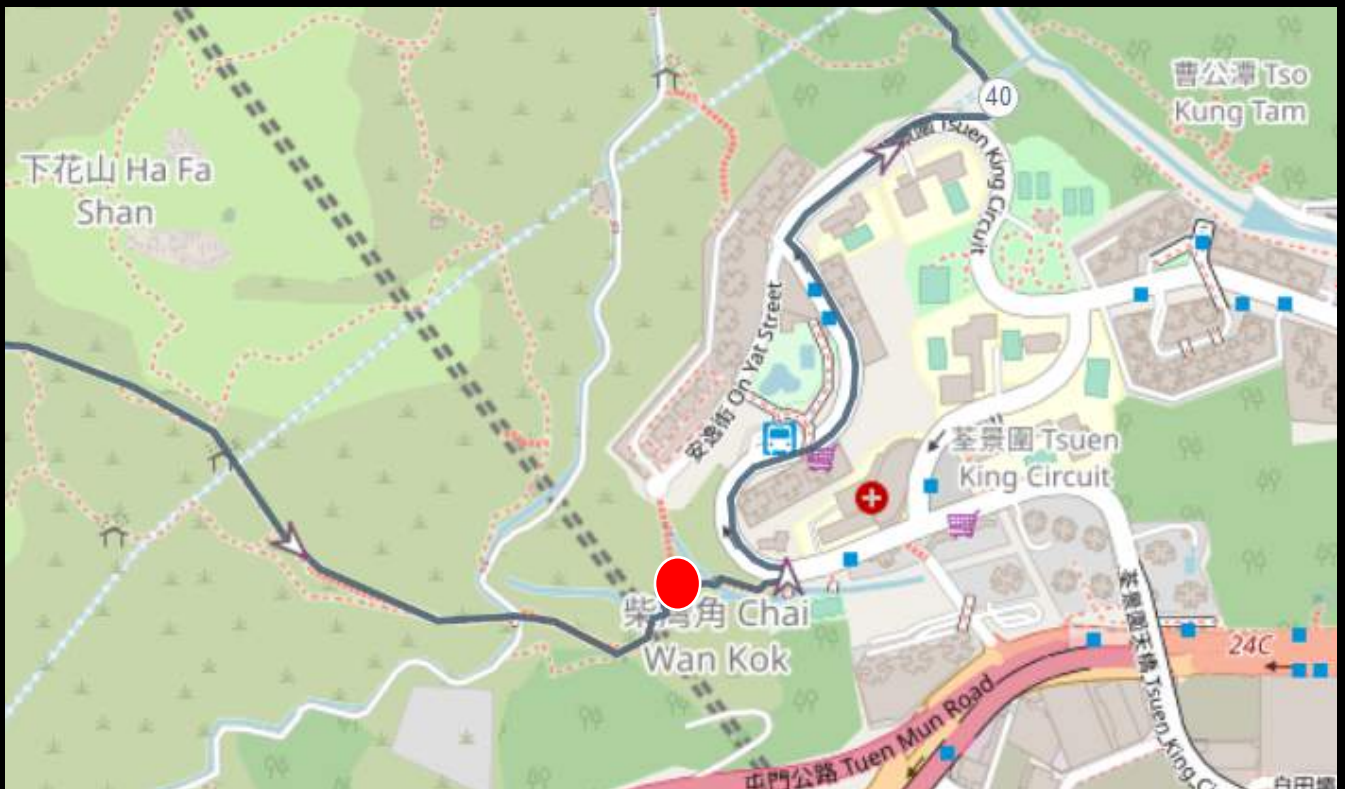 40
曹公潭 Tso
Kung Tam
下花山 Ha Fa
Shan
Tsuen King Circuit
安逸街 On Yat Street
荃景圍 Tsuen
King Circuit
柴灣角 Chai
Wan Kok
24C
屯門公路 Tuen Mun Road
荃景圍天橋 Tsuen King Ci